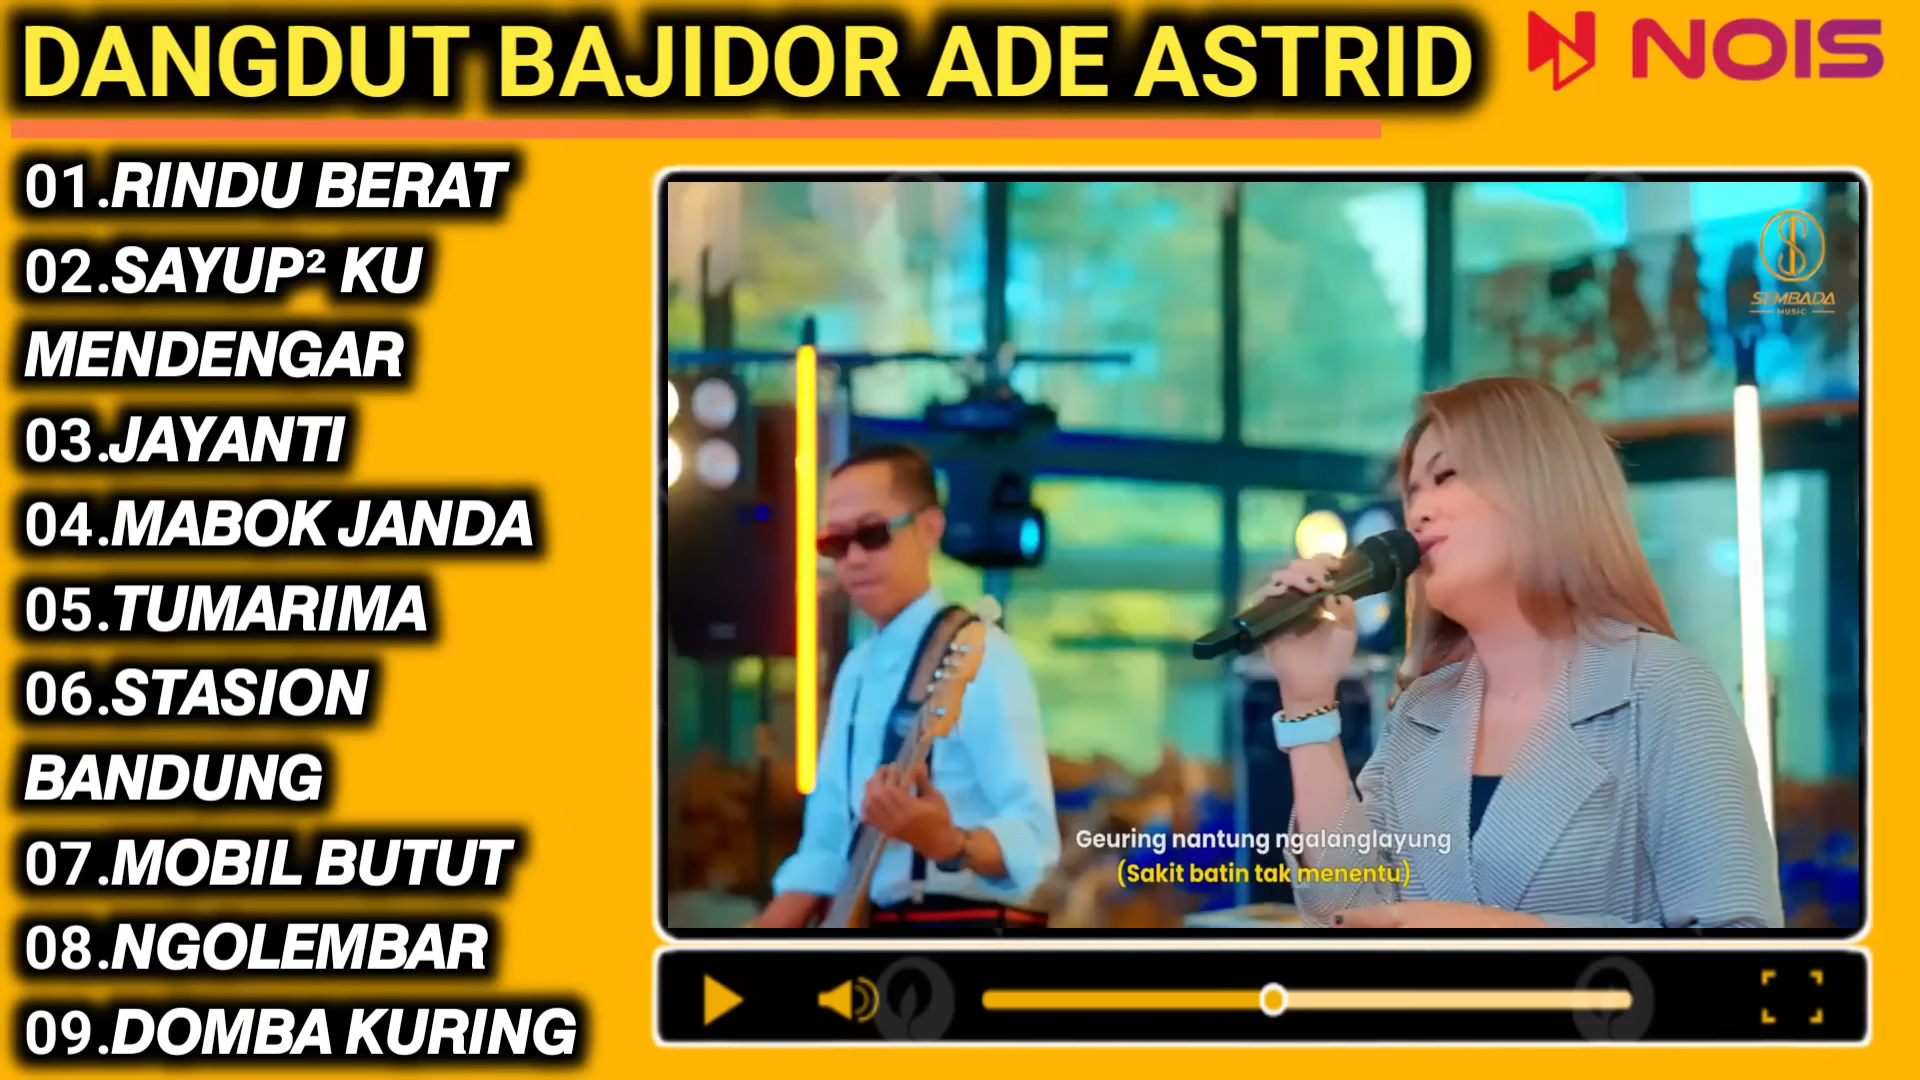 DANGDUT BAJIDOR ADE ASTRID
NOIS
01.RINDU BERAT
02.SAYUP² KU
MENDENGAR
03.JAYANTI
04.MABOK JANDA
05.TUMARIMA
06.STASION
BANDUNG
07.MOBIL BUTUT
08.NGOLEMBAR
09.DOMBA KURING
SEMBADA
MUSIC
Geuring nantung ngalanglayung
(Sakit batin tak menentu)